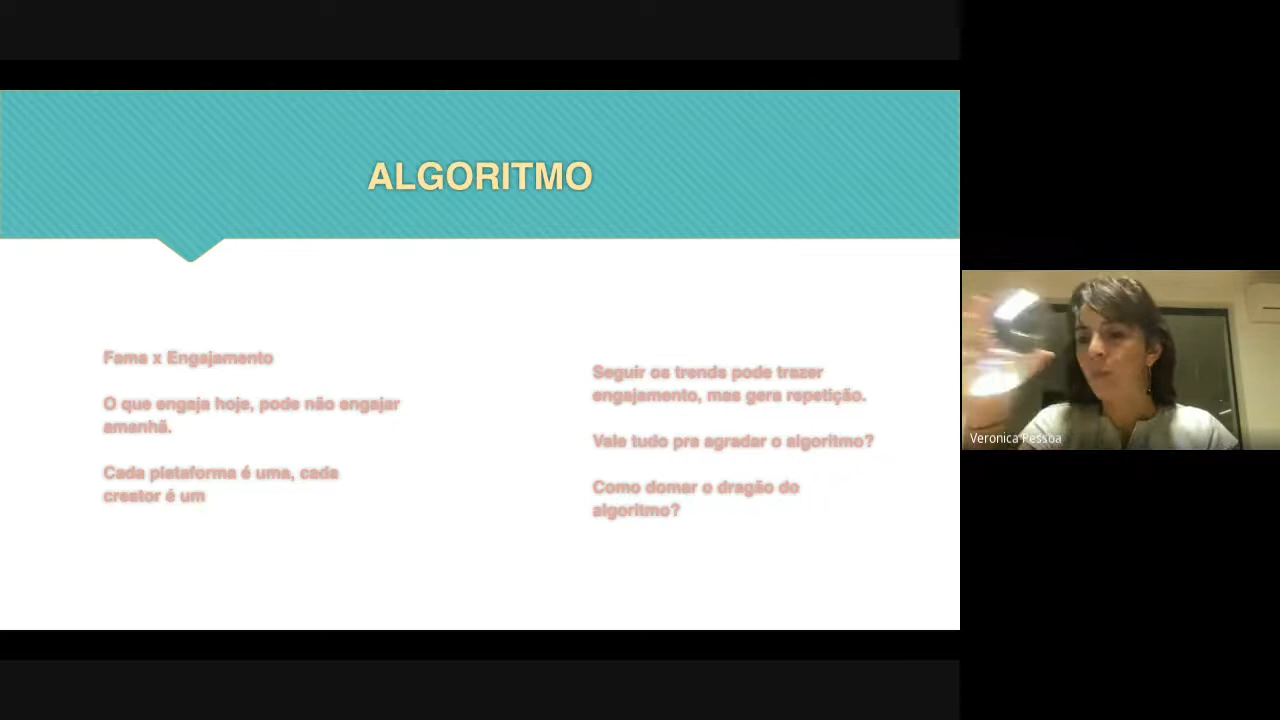 ALGORITMO
Fama x Engajamento
O que engaja hoje, pode não engajar
amanhã.
Cada plataforma é uma, cada
creator é um
Seguir os trends pode trazer
engajamento, mas gera repetição.
Vale tudo pra agradar o algoritmo?
Como domar o dragão do
algoritmo?
Veronica Pessoa